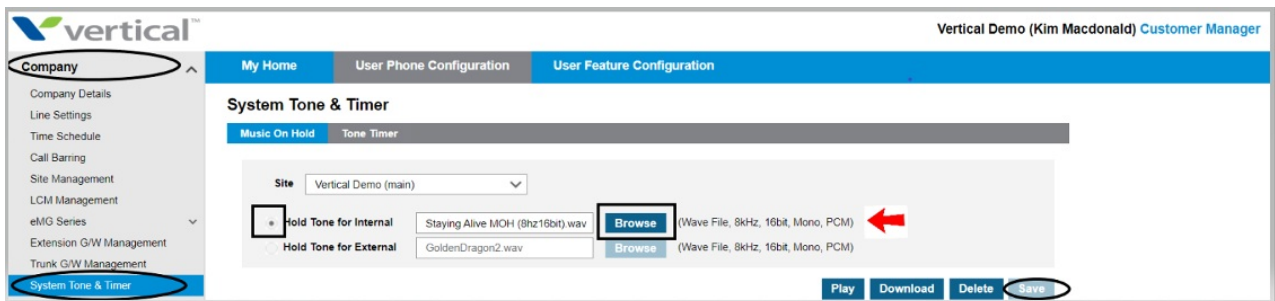 vertical™
Vertical Demo (Kim Macdonald) Customer Manager
Company
My Home User Phone Configuration User Feature Configuration
Company Details
Line Settings
Time Schedule
Call Barring
Site Management
LCM Management
eMG Series
Extension G/W Management
Trunk G/W Management
System Tone & Timer
System Tone & Timer
Music On Hold Tone Timer
Site Vertical Demo (main)
Hold Tone for Internal Staying Alive MOH (8hz16bit).wav Browse (Wave File, 8kHz, 16bit, Mono, PCM)
Hold Tone for External GoldenDragon2.wav Browse (Wave File, 8kHz, 16bit, Mono, PCM)
Play Download Delete Save